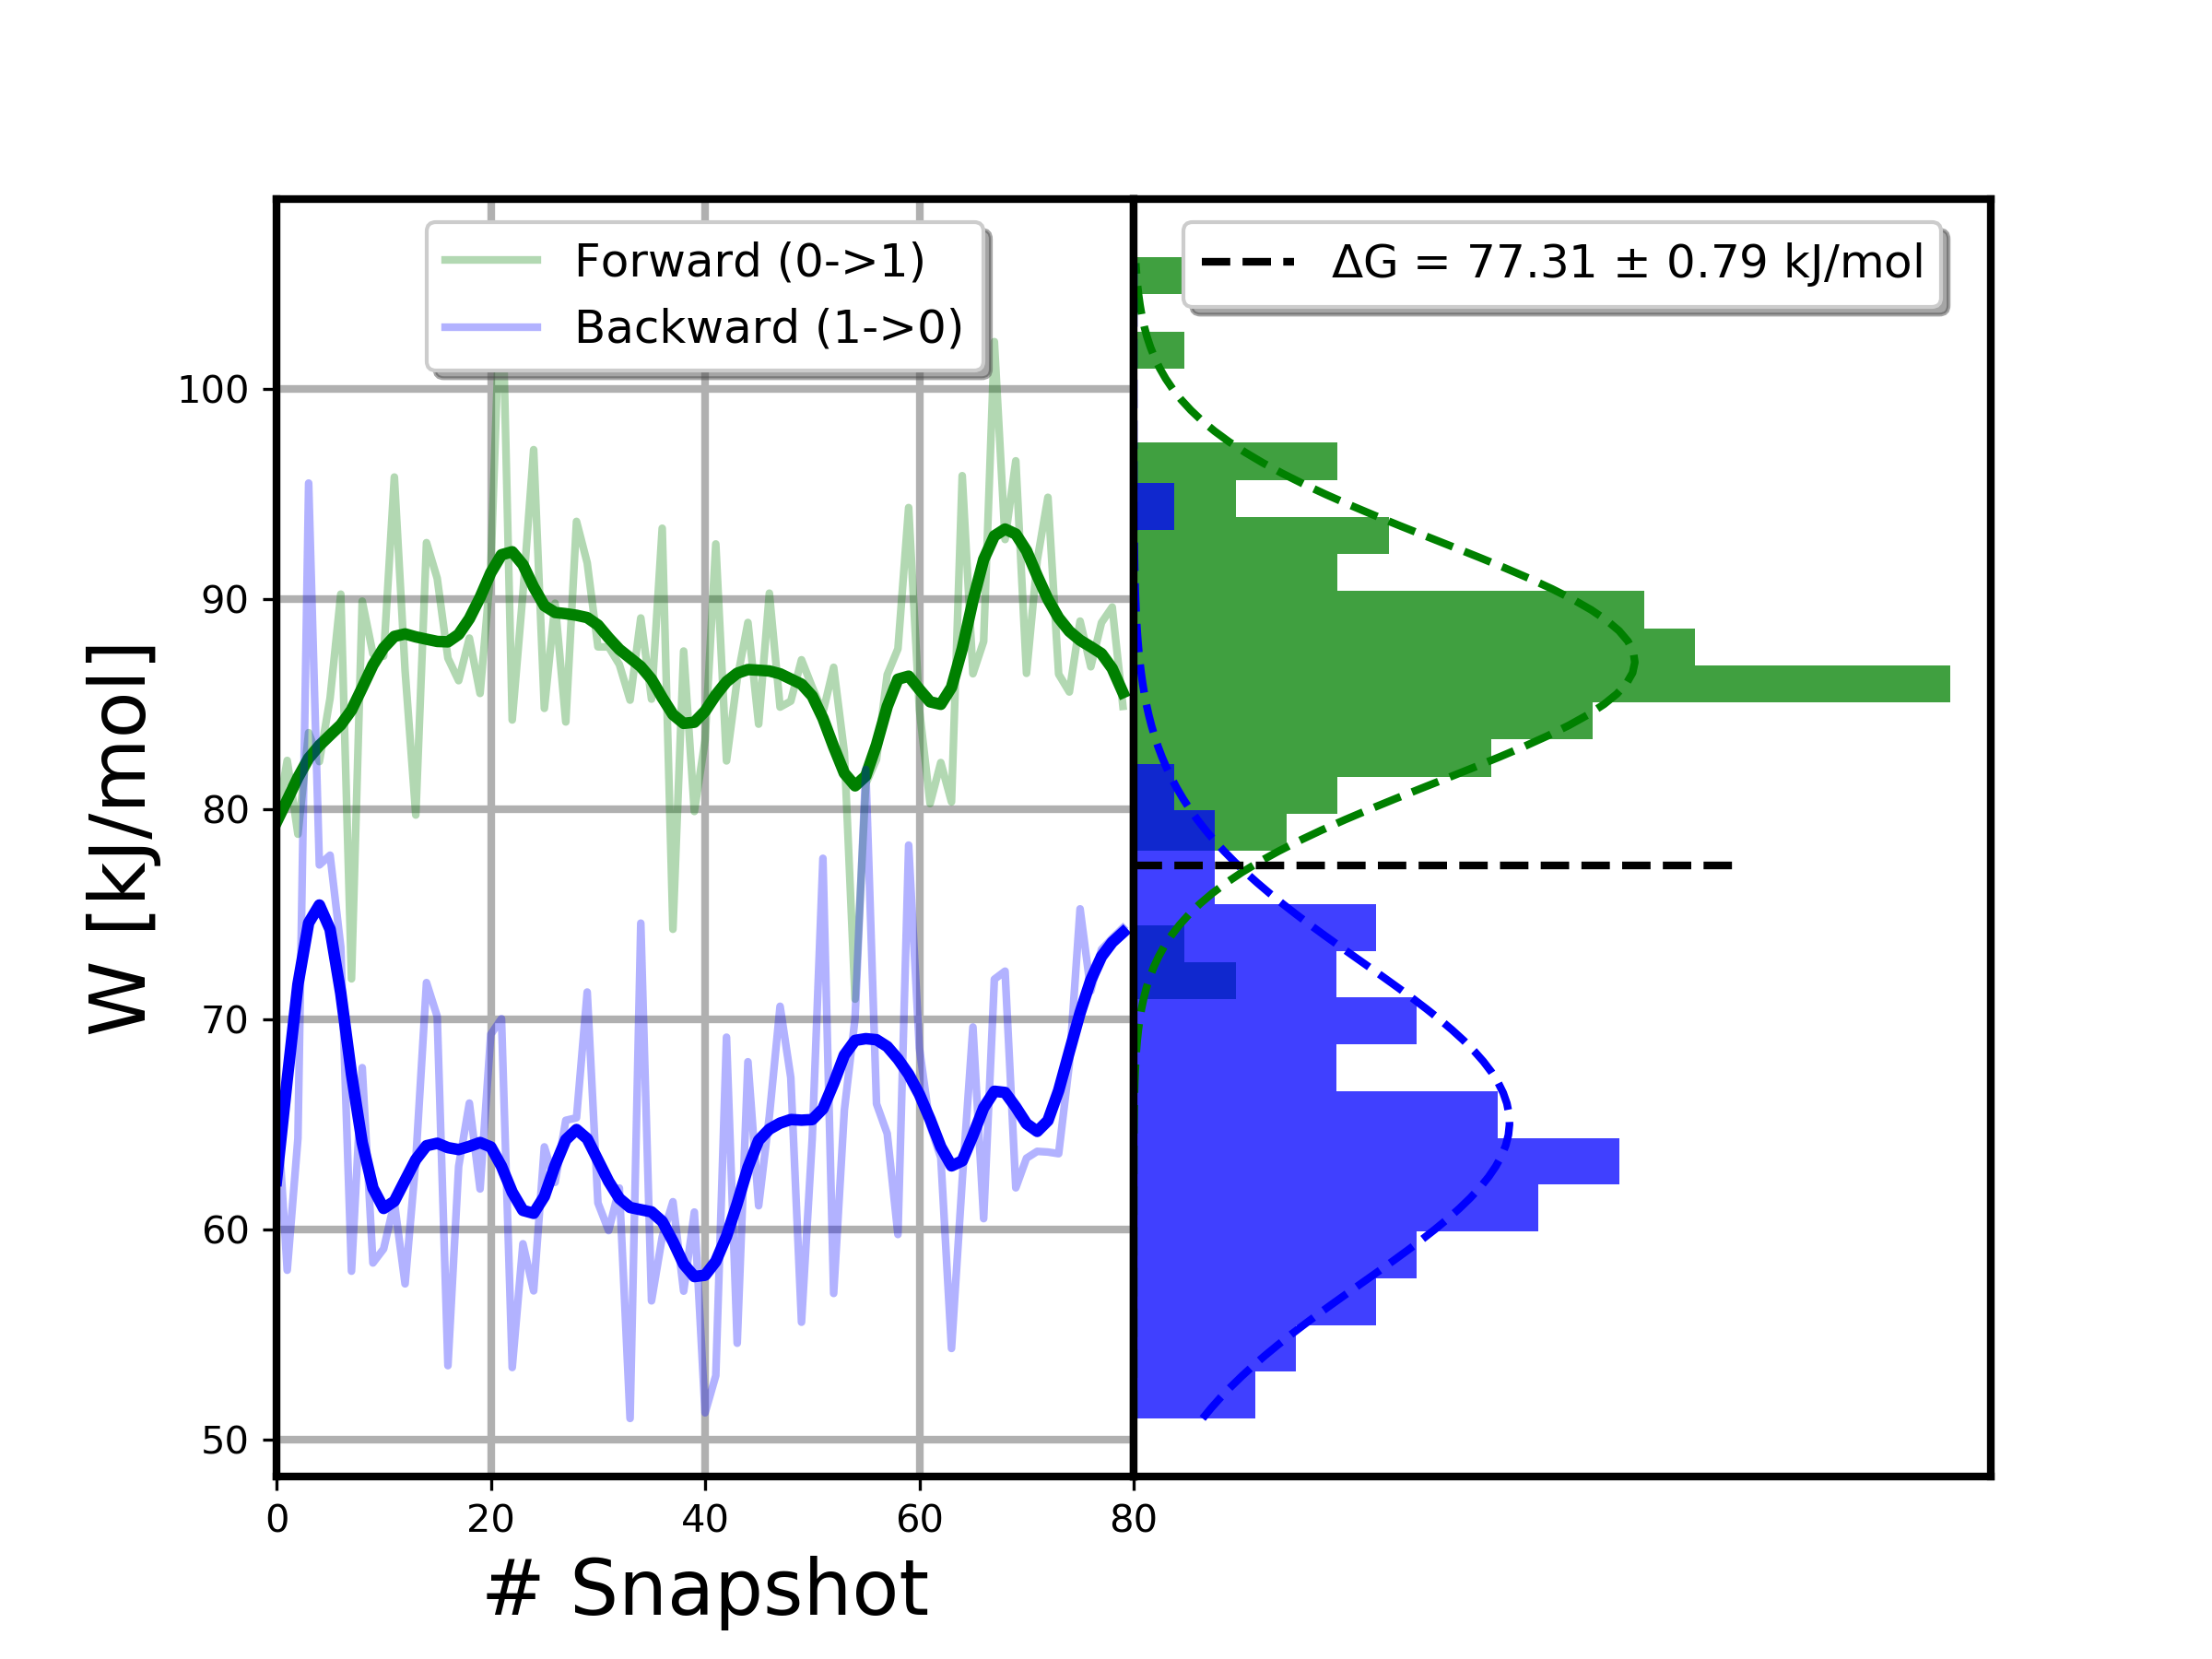 Forward (0->1)
Backward (1->0)
ΔG = 77.31 ± 0.79 kJ/mol
W [kJ/mol]
100
90
80
70
60
50
0
20
40
60
80
# Snapshot